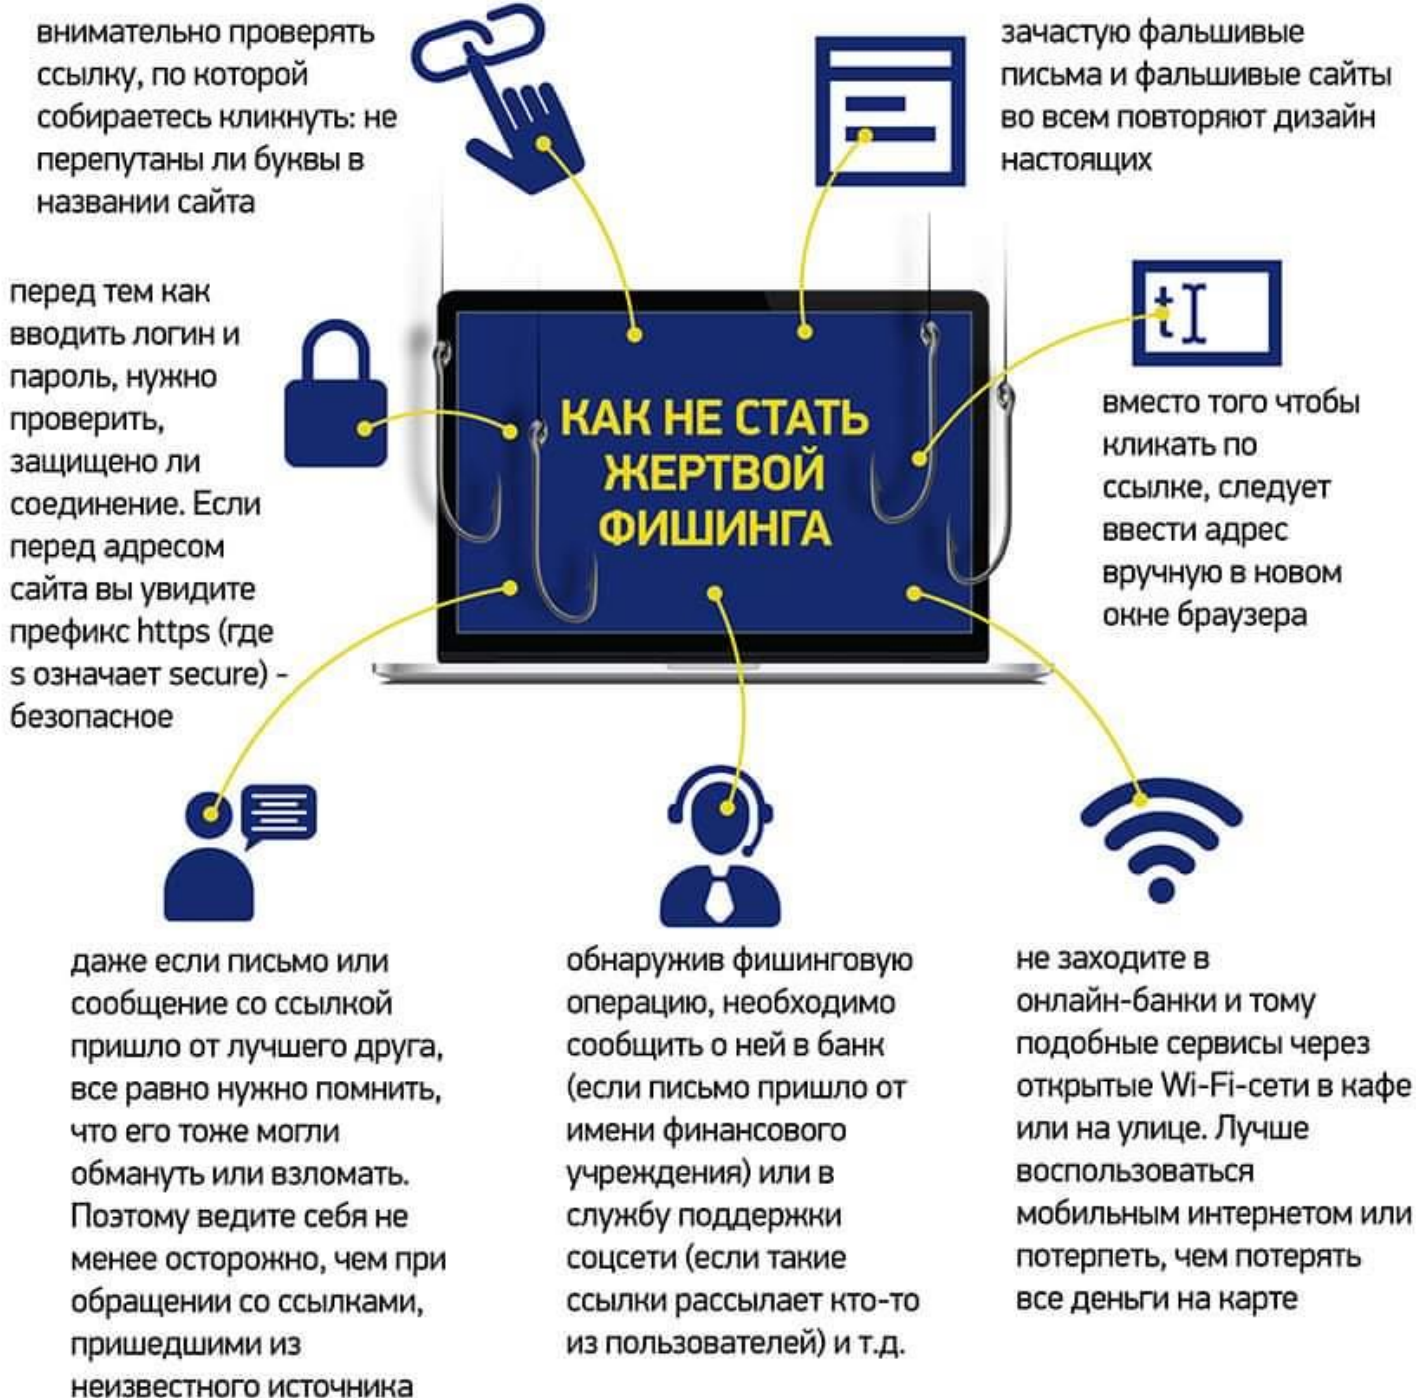 внимательно проверять
ссылку, по которой
собираетесь кликнуть: не
перепутаны ли буквы в
названии сайта
зачастую фальшивые
письма и фальшивые сайты
во всем повторяют дизайн
настоящих
перед тем как
вводить логин и
пароль, нужно
проверить,
защищено ли
соединение. Если
перед адресом
сайта вы увидите
префикс https (где
s означает secure) -
безопасное
КАК НЕ СТАТЬ
ЖЕРТВОЙ
ФИШИНГА
t
вместо того чтобы
кликать по
ссылке, следует
ввести адрес
вручную в новом
окне браузера
даже если письмо или
сообщение со ссылкой
пришло от лучшего друга,
все равно нужно помнить,
что его тоже могли
обмануть или взломать.
Поэтому ведите себя не
менее осторожно, чем при
обращении со ссылками,
пришедшими из
неизвестного источника
обнаружив фишинговую
операцию, необходимо
сообщить о ней в банк
(если письмо пришло от
имени финансового
учреждения) или в
службу поддержки
соцсети (если такие
ссылки рассылает кто-то
из пользователей) и т.д.
не заходите в
онлайн-банки и тому
подобные сервисы через
открытые Wi-Fi-сети в кафе
или на улице. Лучше
воспользоваться
мобильным интернетом или
потерпеть, чем потерять
все деньги на карте